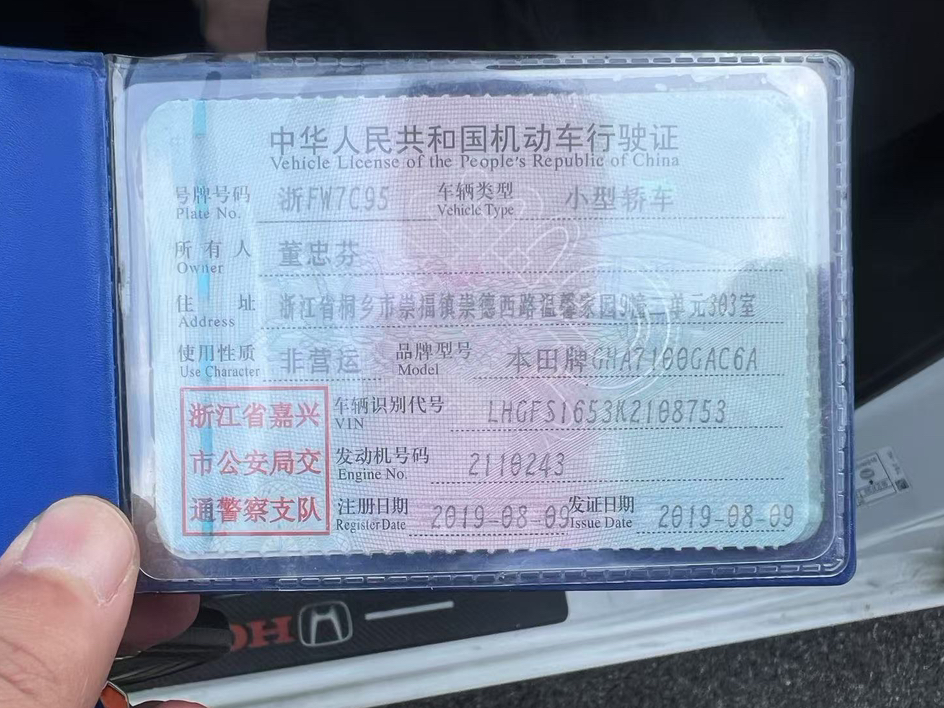 中华人民共和国机动车行驶证
Vehicle License of the People's Republic of China
号牌号码 浙FW7C95 车辆类型 小型轿车
Plate No. Vehicle Type
所有人 董忠芬
Owner
住址 浙江省桐乡市崇福镇崇德西路温馨家园9幢二单元303室
Address
使用性质 非营运 品牌型号 本田牌GHA7100GAC6A
Use Character Model
浙江省嘉兴
市公安局交
通警察支队
车辆识别代号 LHGFS1653K2108753
VIN
发动机号码 2110243
Engine No.
注册日期 2019-08-09 发证日期 2019-08-09
Register Date Issue Date